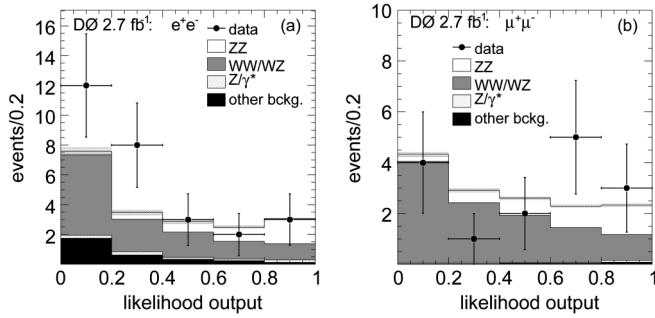 DØ 2.7 fb⁻¹: e⁺e⁻ (a)
data
ZZ
WW/WZ
Z/γ*
other bckg.
events/0.2
16
14
12
10
8
6
4
2
0 0.2 0.4 0.6 0.8 1
likelihood output
DØ 2.7 fb⁻¹: μ⁺μ⁻ (b)
data
ZZ
WW/WZ
Z/γ*
other bckg.
events/0.2
10
8
6
4
2
0 0.2 0.4 0.6 0.8 1
likelihood output